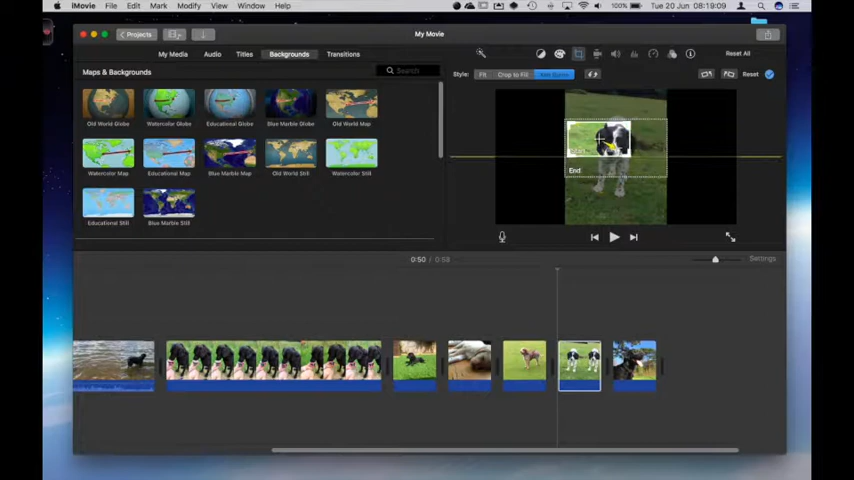 iMovie File Edit Mark Modify View Window Help
100% Tue 20 Jun 08:19:09
Projects
My Movie
My Media Audio Titles Backgrounds Transitions
Reset All
Maps & Backgrounds
Search
Style: Fit Crop to Fill Ken Burns
Reset
Old World Globe Watercolor Globe Educational Globe Blue Marble Globe Old World Map
Watercolor Map Educational Map Blue Marble Map Old World Still Watercolor Still
Educational Still Blue Marble Still
End
0:50 / 0:58
Settings